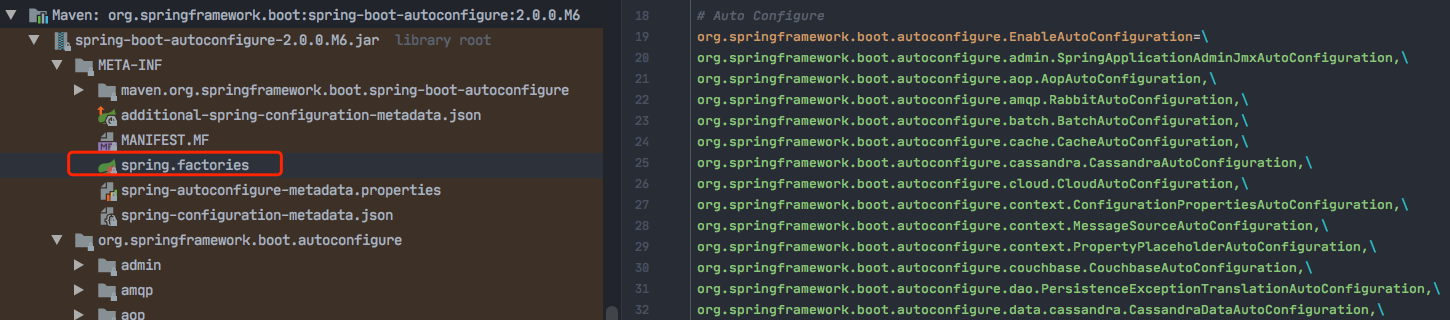 Maven: org.springframework.boot:spring-boot-autoconfigure:2.0.0.M6
spring-boot-autoconfigure-2.0.0.M6.jar library root
META-INF
maven.org.springframework.boot.spring-boot-autoconfigure
additional-spring-configuration-metadata.json
MANIFEST.MF
spring.factories
spring-autoconfigure-metadata.properties
spring-configuration-metadata.json
org.springframework.boot.autoconfigure
admin
amqp
aop
18 # Auto Configure
19 org.springframework.boot.autoconfigure.EnableAutoConfiguration=\
20 org.springframework.boot.autoconfigure.admin.SpringApplicationAdminJmxAutoConfiguration,\
21 org.springframework.boot.autoconfigure.aop.AopAutoConfiguration,\
22 org.springframework.boot.autoconfigure.amqp.RabbitAutoConfiguration,\
23 org.springframework.boot.autoconfigure.batch.BatchAutoConfiguration,\
24 org.springframework.boot.autoconfigure.cache.CacheAutoConfiguration,\
25 org.springframework.boot.autoconfigure.cassandra.CassandraAutoConfiguration,\
26 org.springframework.boot.autoconfigure.cloud.CloudAutoConfiguration,\
27 org.springframework.boot.autoconfigure.context.ConfigurationPropertiesAutoConfiguration,\
28 org.springframework.boot.autoconfigure.context.MessageSourceAutoConfiguration,\
29 org.springframework.boot.autoconfigure.context.PropertyPlaceholderAutoConfiguration,\
30 org.springframework.boot.autoconfigure.couchbase.CouchbaseAutoConfiguration,\
31 org.springframework.boot.autoconfigure.dao.PersistenceExceptionTranslationAutoConfiguration,\
32 org.springframework.boot.autoconfigure.data.cassandra.CassandraDataAutoConfiguration,\